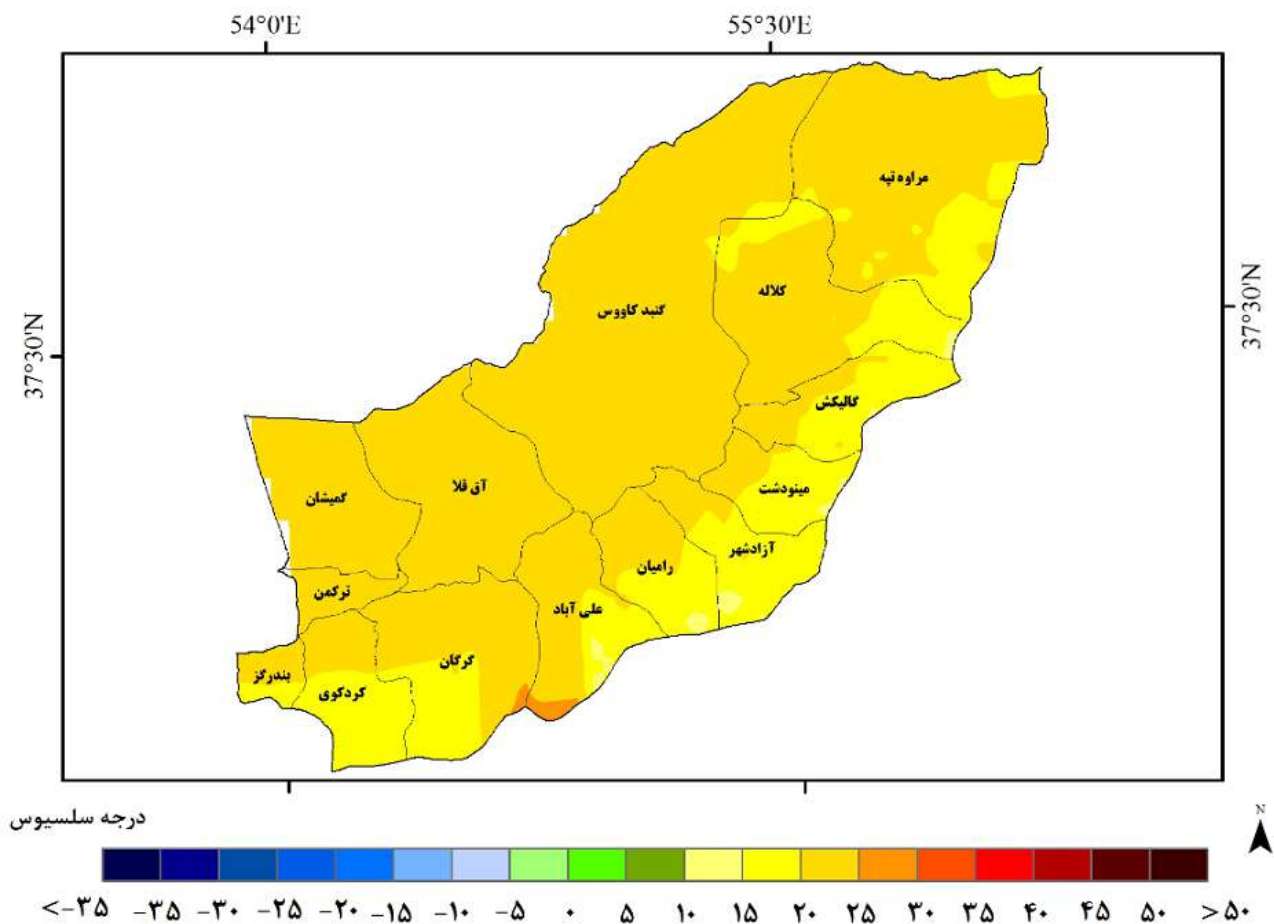 54°0'E 55°30'E
مراوه تپه
کلاله
گنبد کاووس
37°30'N 37°30'N
گالیکش
آق قلا
گمیشان
مینودشت
آزادشهر
رامیان
ترکمن
علی آباد
گرگان
بندرگز
کردکوی
درجه سلسیوس
N
<-۳۵ -۳۵ -۳۰ -۲۵ -۲۰ -۱۵ -۱۰ -۵ ۰ ۵ ۱۰ ۱۵ ۲۰ ۲۵ ۳۰ ۳۵ ۴۰ ۴۵ ۵۰ >۵۰